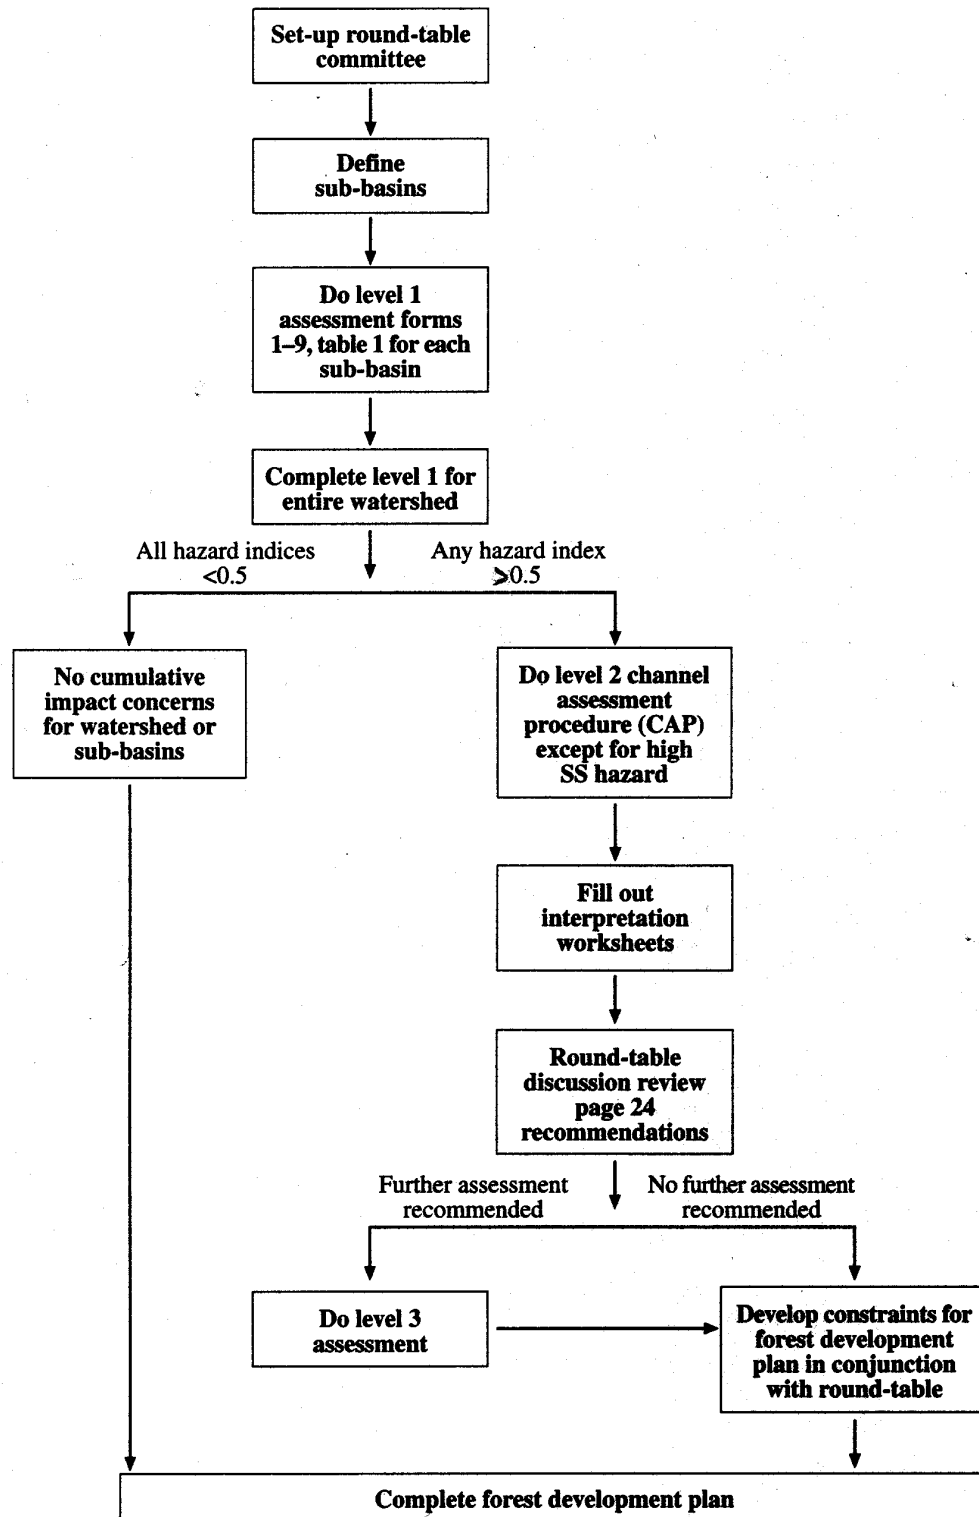 Set-up round-table
committee
Define
sub-basins
Do level 1
assessment forms
1–9, table 1 for each
sub-basin
Complete level 1 for
entire watershed
All hazard indices
<0.5
Any hazard index
⩾0.5
No cumulative
impact concerns
for watershed or
sub-basins
Do level 2 channel
assessment
procedure (CAP)
except for high
SS hazard
Fill out
interpretation
worksheets
Round-table
discussion review
page 24
recommendations
Further assessment
recommended
No further assessment
recommended
Do level 3
assessment
Develop constraints for
forest development
plan in conjunction
with round-table
Complete forest development plan